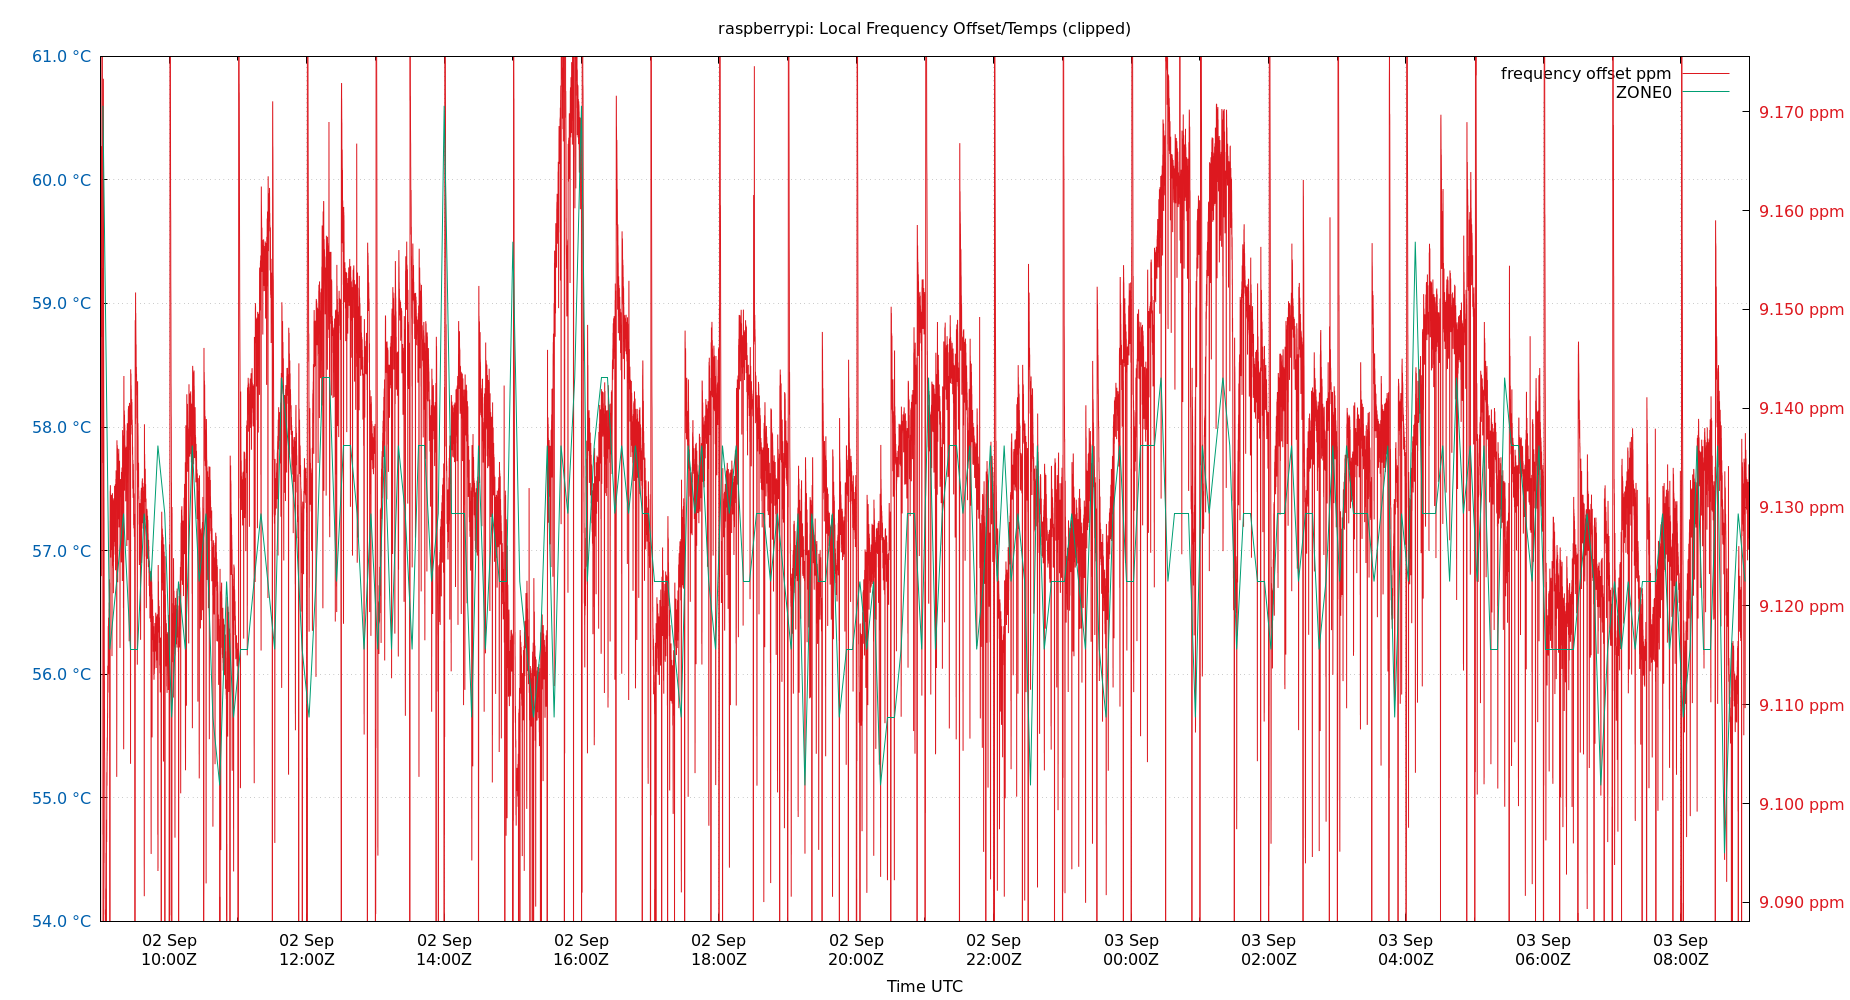 raspberrypi: Local Frequency Offset/Temps (clipped)
61.0 °C
60.0 °C
59.0 °C
58.0 °C
57.0 °C
56.0 °C
55.0 °C
54.0 °C
frequency offset ppm
ZONE0
9.170 ppm
9.160 ppm
9.150 ppm
9.140 ppm
9.130 ppm
9.120 ppm
9.110 ppm
9.100 ppm
9.090 ppm
02 Sep 02 Sep 02 Sep 02 Sep 02 Sep 02 Sep 02 Sep 03 Sep 03 Sep 03 Sep 03 Sep 03 Sep
10:00Z 12:00Z 14:00Z 16:00Z 18:00Z 20:00Z 22:00Z 00:00Z 02:00Z 04:00Z 06:00Z 08:00Z
Time UTC